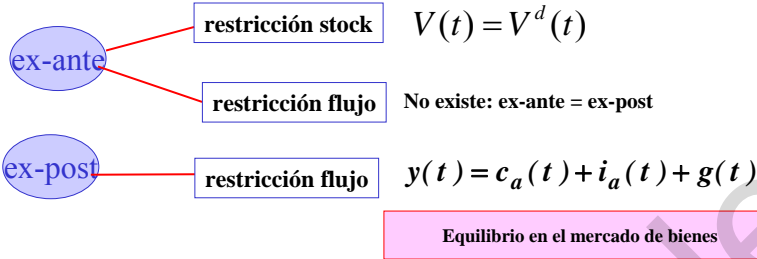 restricción stock V(t) = V^d(t)
ex-ante
restricción flujo No existe: ex-ante = ex-post
ex-post
restricción flujo y(t) = c_a(t) + i_a(t) + g(t)
Equilibrio en el mercado de bienes